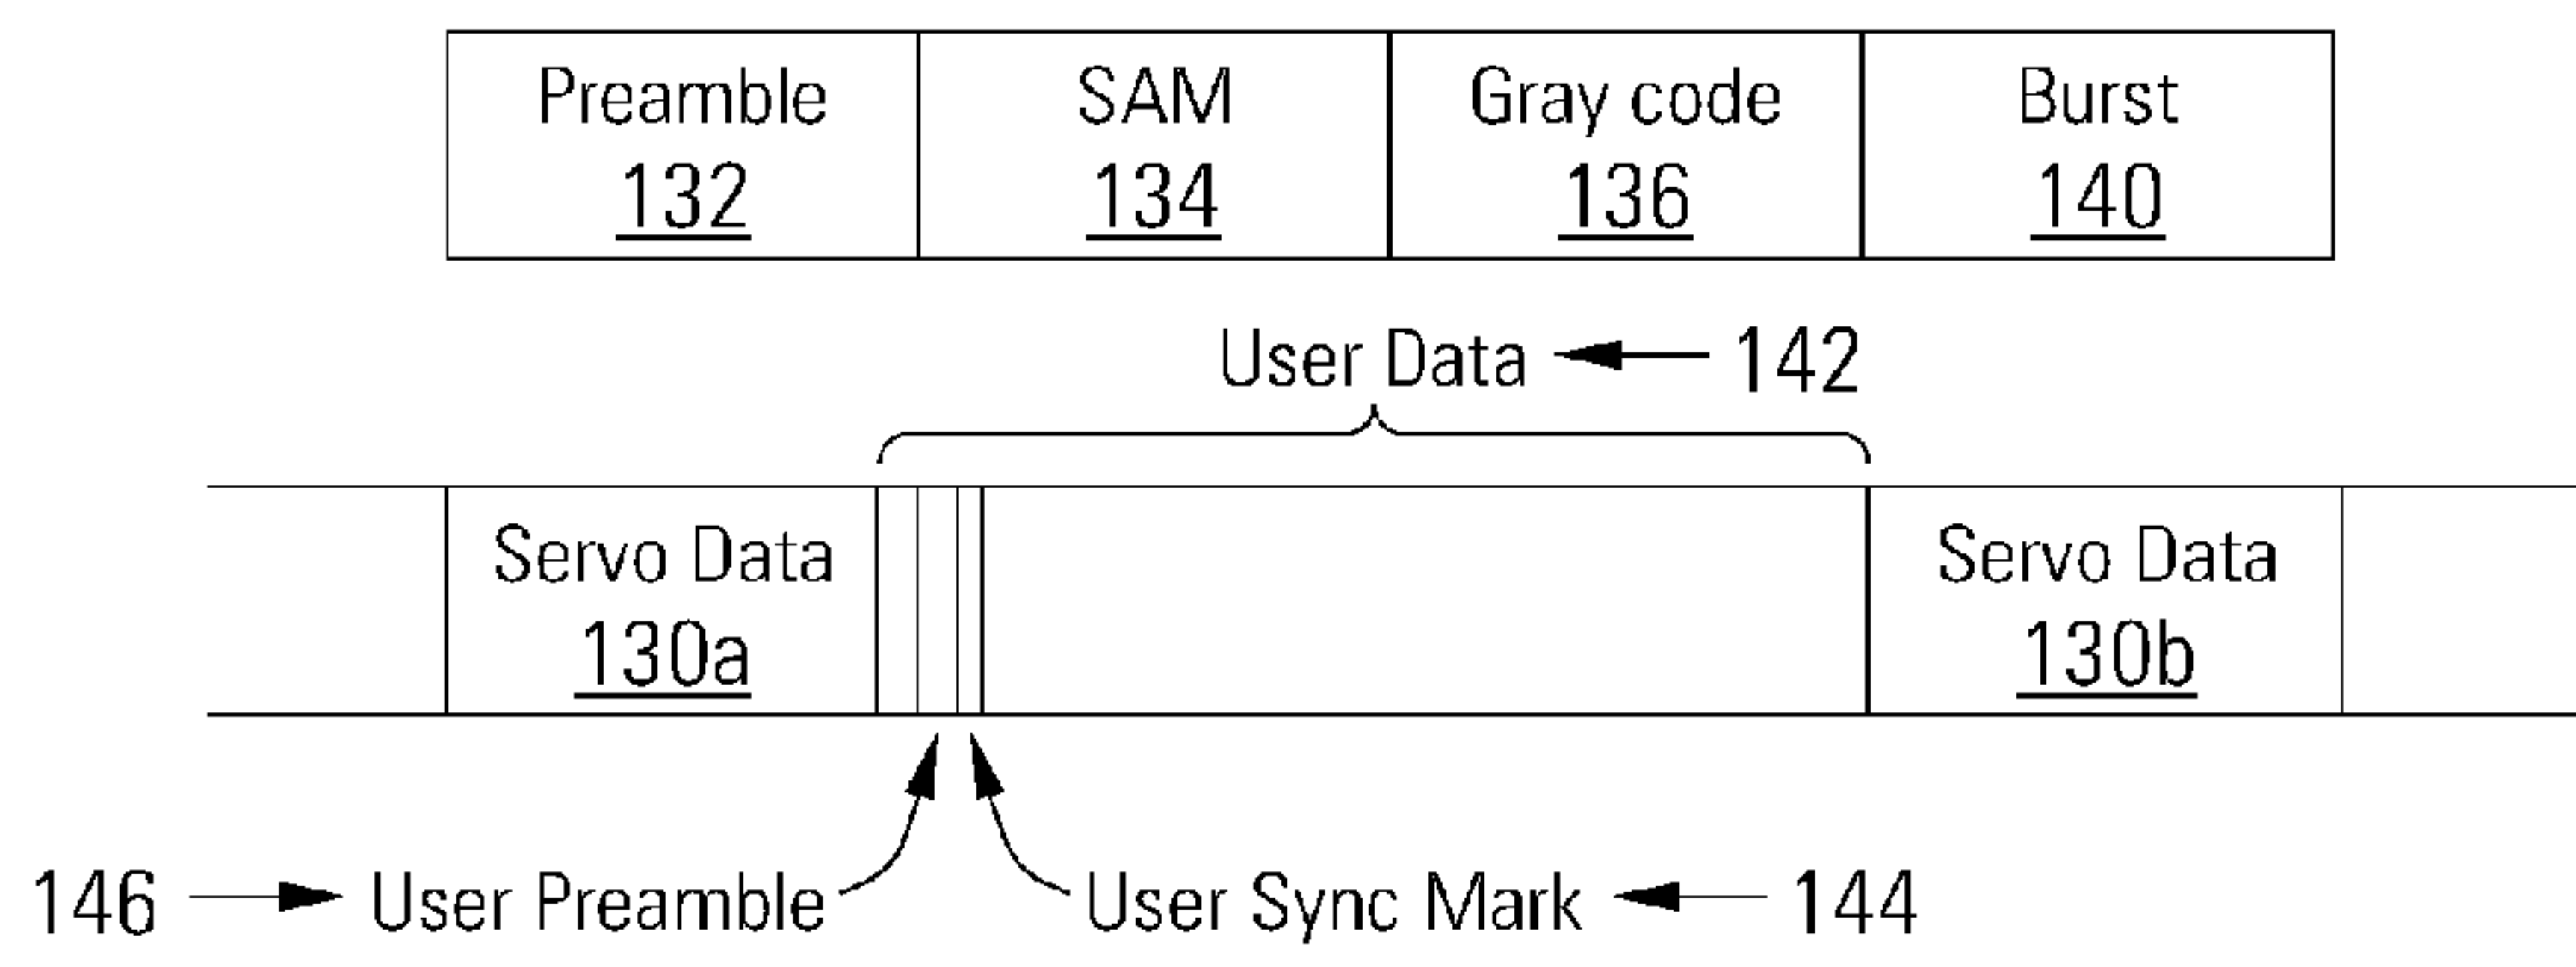 Preamble SAM Gray code Burst
132 134 136 140
User Data 142
Servo Data Servo Data
130a 130b
146 User Preamble User Sync Mark 144